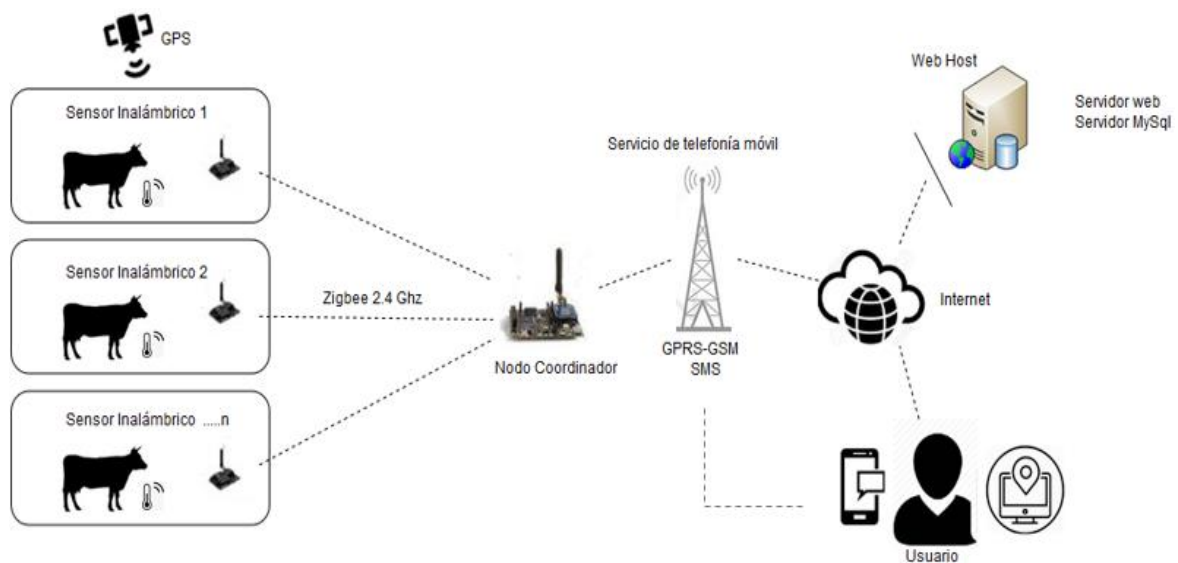 GPS
Sensor Inalámbrico 1
Sensor Inalámbrico 2
Sensor Inalámbrico .....n
Zigbee 2.4 Ghz
Nodo Coordinador
Servicio de telefonía móvil
GPRS-GSM
SMS
Web Host
Servidor web
Servidor MySql
Internet
Usuario